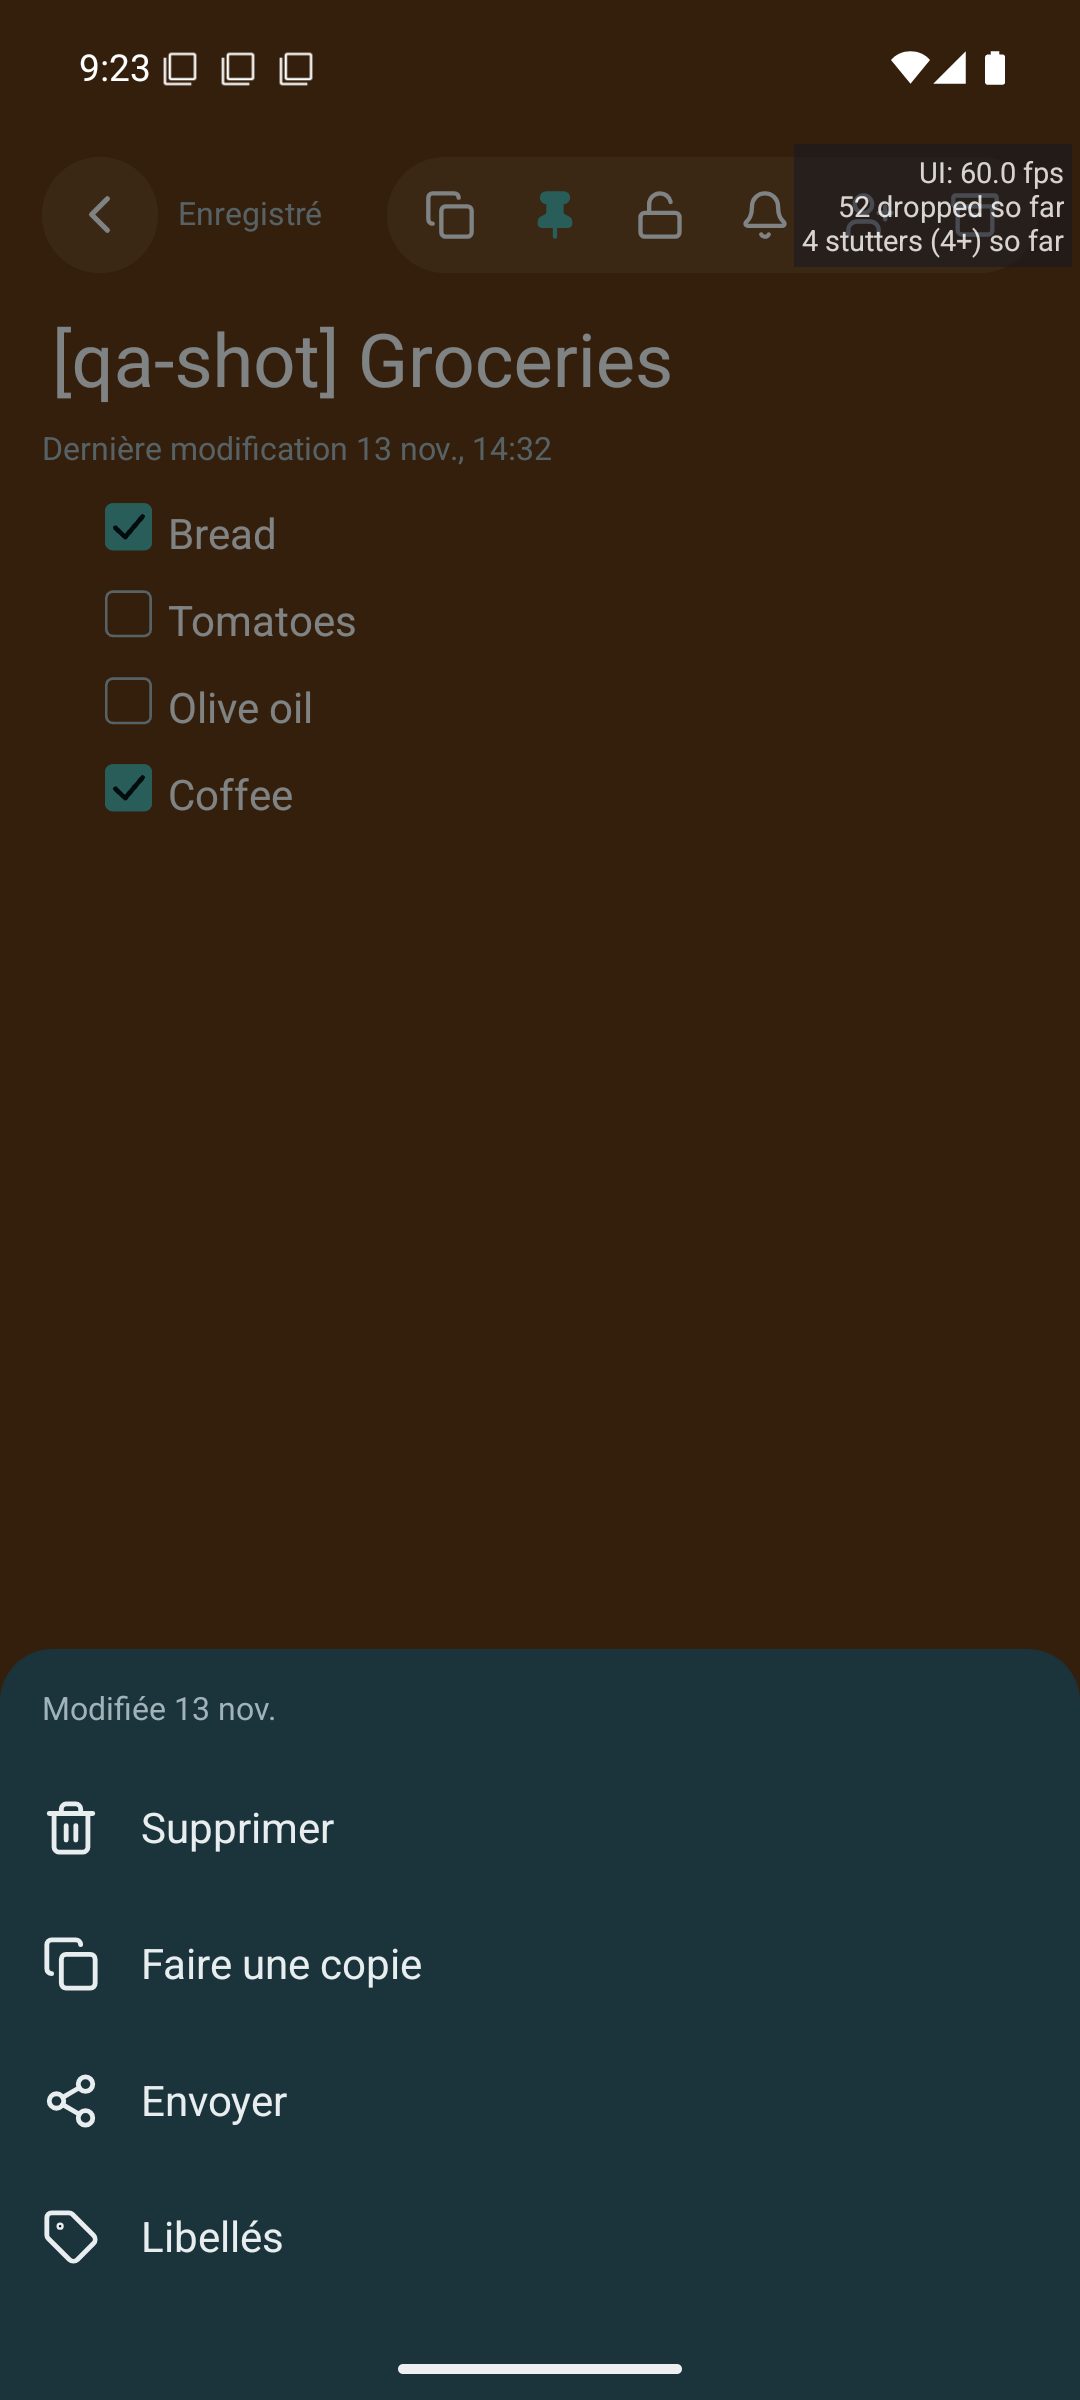 9:23
UI: 60.0 fps
52 dropped so far
4 stutters (4+) so far
Enregistré
[qa-shot] Groceries
Dernière modification 13 nov., 14:32
Bread
Tomatoes
Olive oil
Coffee
Modifiée 13 nov.
Supprimer
Faire une copie
Envoyer
Libellés